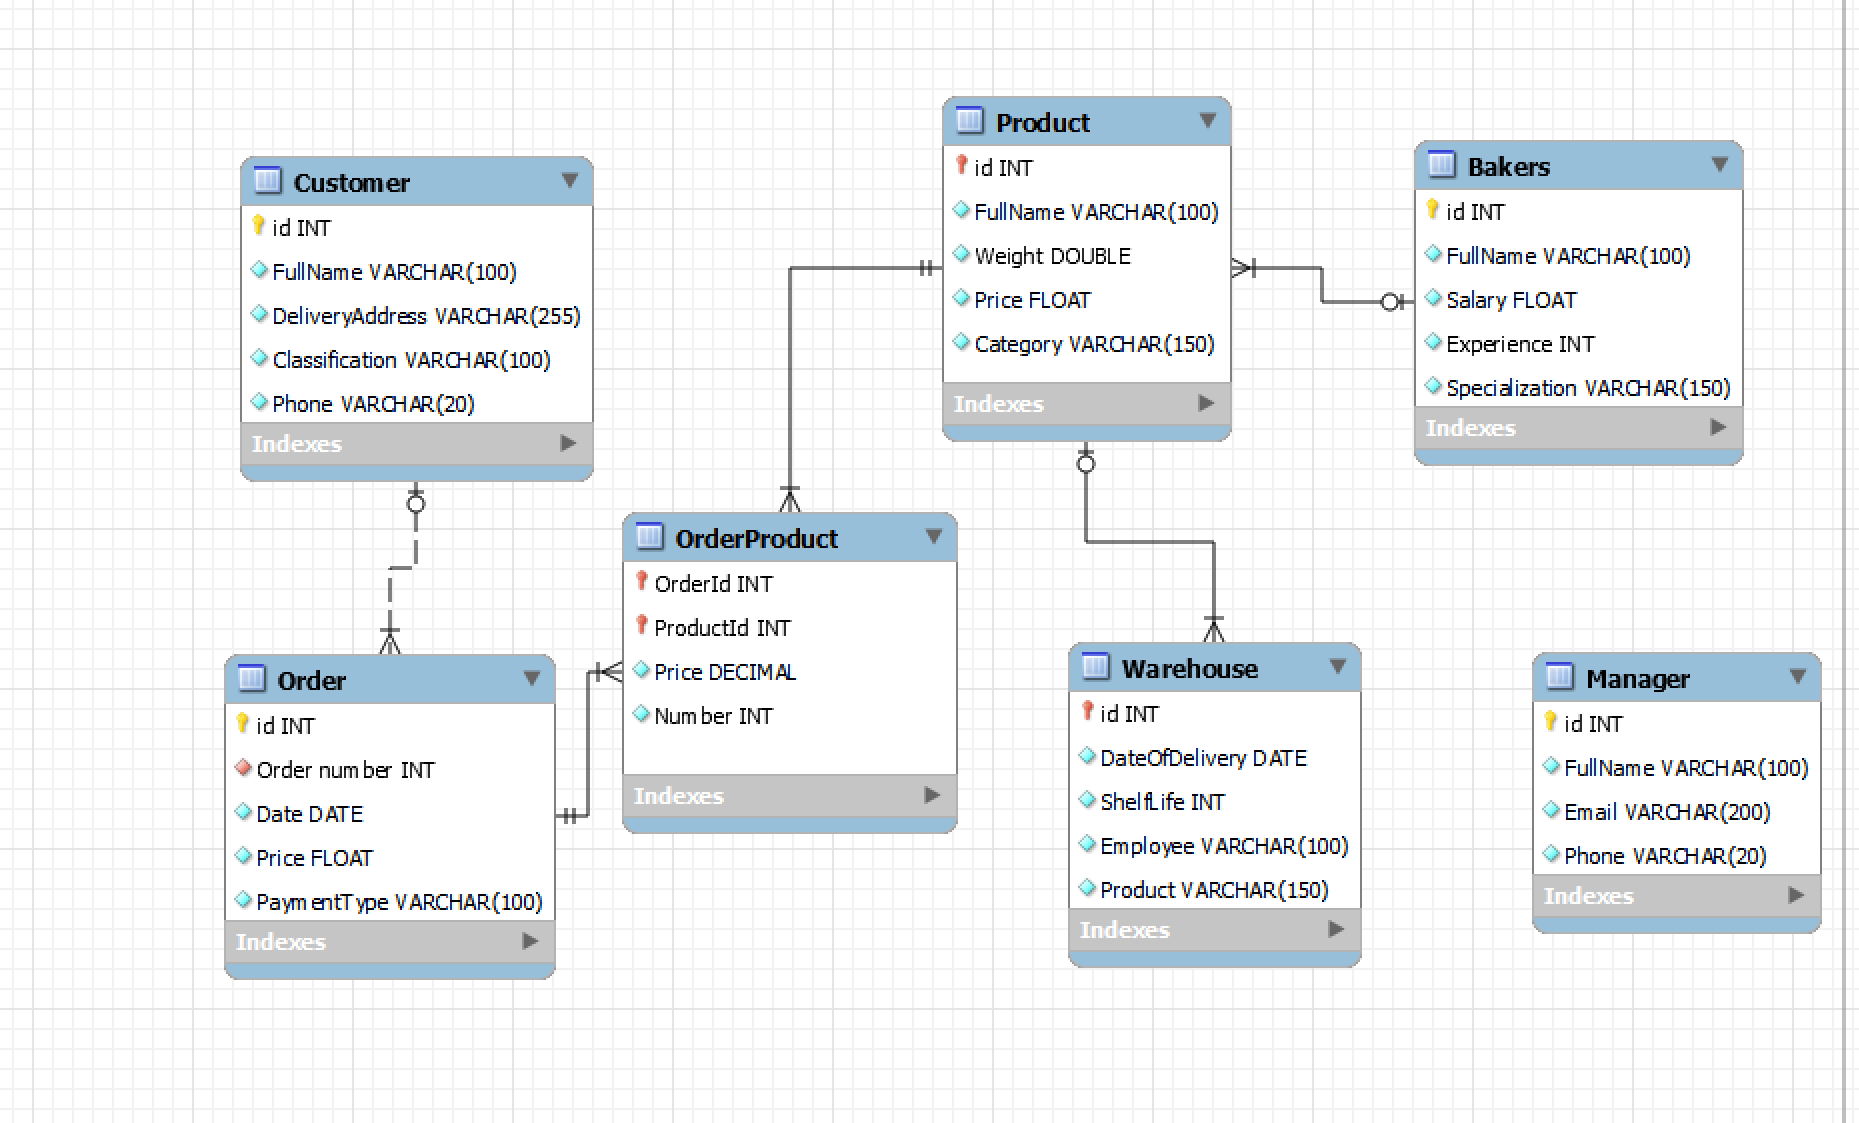 Customer
id INT
FullName VARCHAR(100)
DeliveryAddress VARCHAR(255)
Classification VARCHAR(100)
Phone VARCHAR(20)
Indexes
Product
id INT
FullName VARCHAR(100)
Weight DOUBLE
Price FLOAT
Category VARCHAR(150)
Indexes
Bakers
id INT
FullName VARCHAR(100)
Salary FLOAT
Experience INT
Specialization VARCHAR(150)
Indexes
OrderProduct
OrderId INT
ProductId INT
Price DECIMAL
Number INT
Indexes
Order
id INT
Order number INT
Date DATE
Price FLOAT
PaymentType VARCHAR(100)
Indexes
Warehouse
id INT
DateOfDelivery DATE
ShelfLife INT
Employee VARCHAR(100)
Product VARCHAR(150)
Indexes
Manager
id INT
FullName VARCHAR(100)
Email VARCHAR(200)
Phone VARCHAR(20)
Indexes